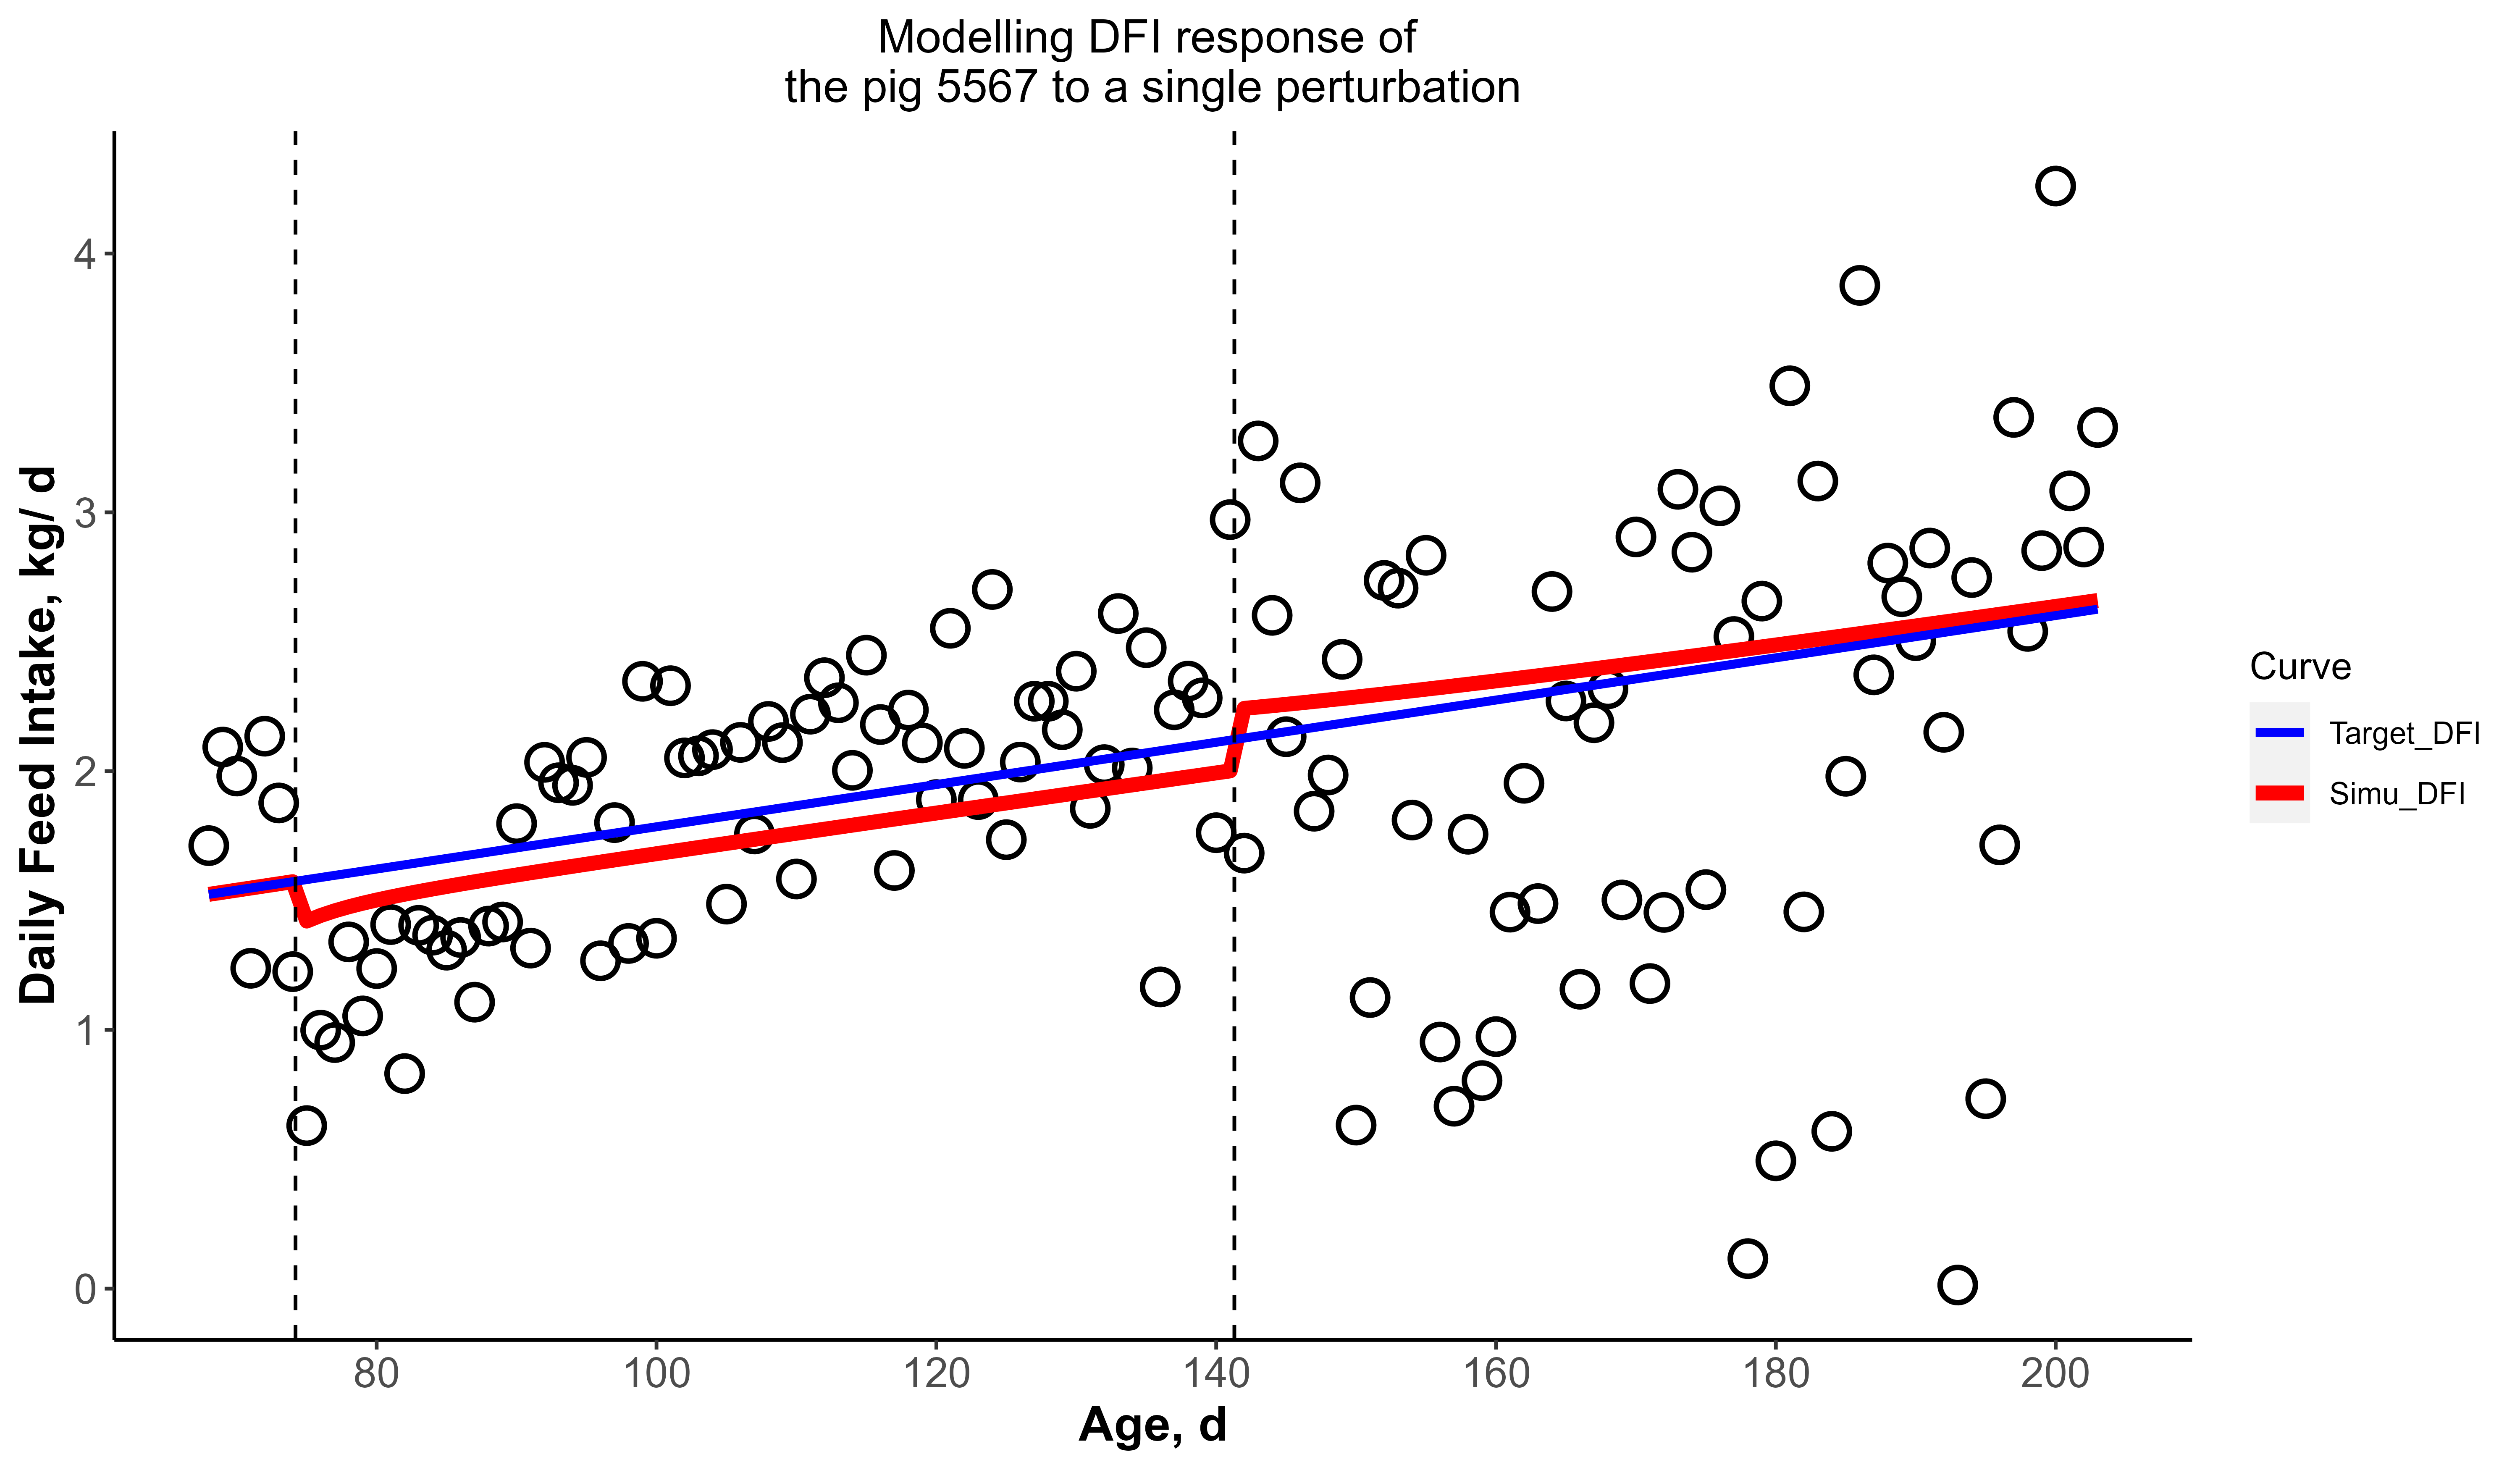 Modelling DFI response of
the pig 5567 to a single perturbation
Daily Feed Intake, kg/ d
4
3
2
1
0
80 100 120 140 160 180 200
Age, d
Curve
Target_DFI
Simu_DFI